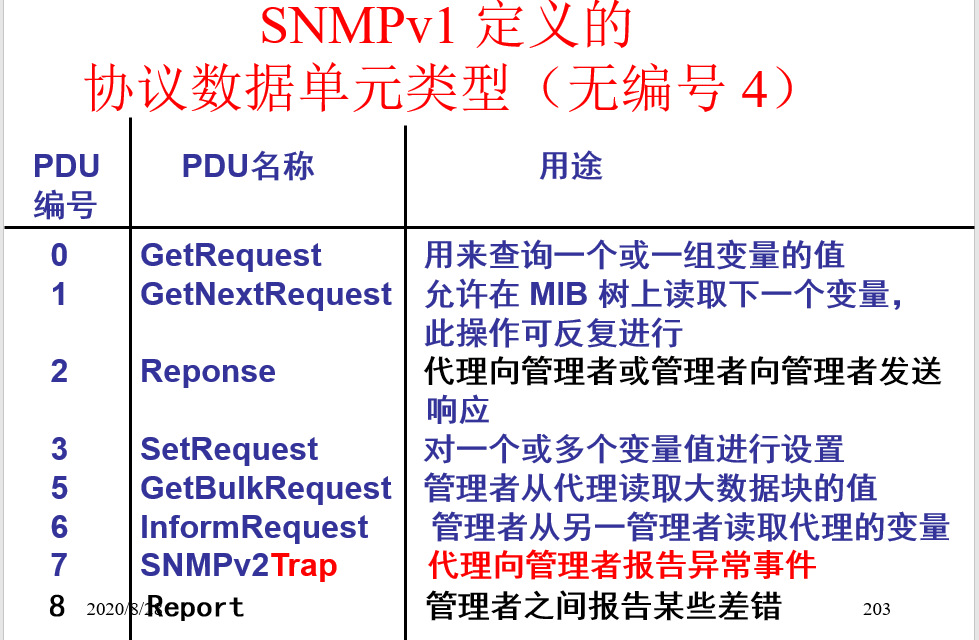 SNMPv1 定义的
协议数据单元类型（无编号 4）
PDU编号 PDU名称 用途
0 GetRequest 用来查询一个或一组变量的值
1 GetNextRequest 允许在 MIB 树上读取下一个变量，
此操作可反复进行
2 Reponse 代理向管理者或管理者向管理者发送
响应
3 SetRequest 对一个或多个变量值进行设置
5 GetBulkRequest 管理者从代理读取大数据块的值
6 InformRequest 管理者从另一管理者读取代理的变量
7 SNMPv2Trap 代理向管理者报告异常事件
8 Report 管理者之间报告某些差错
2020/8/28 203